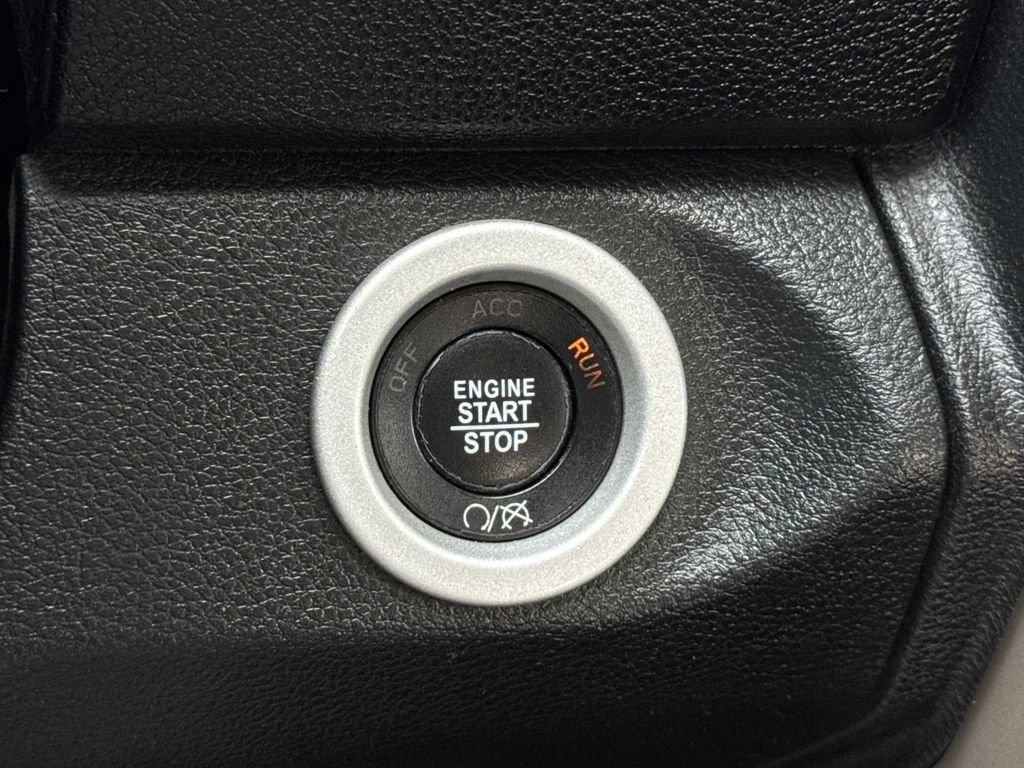 ACC
OFF
RUN
ENGINE
START
STOP